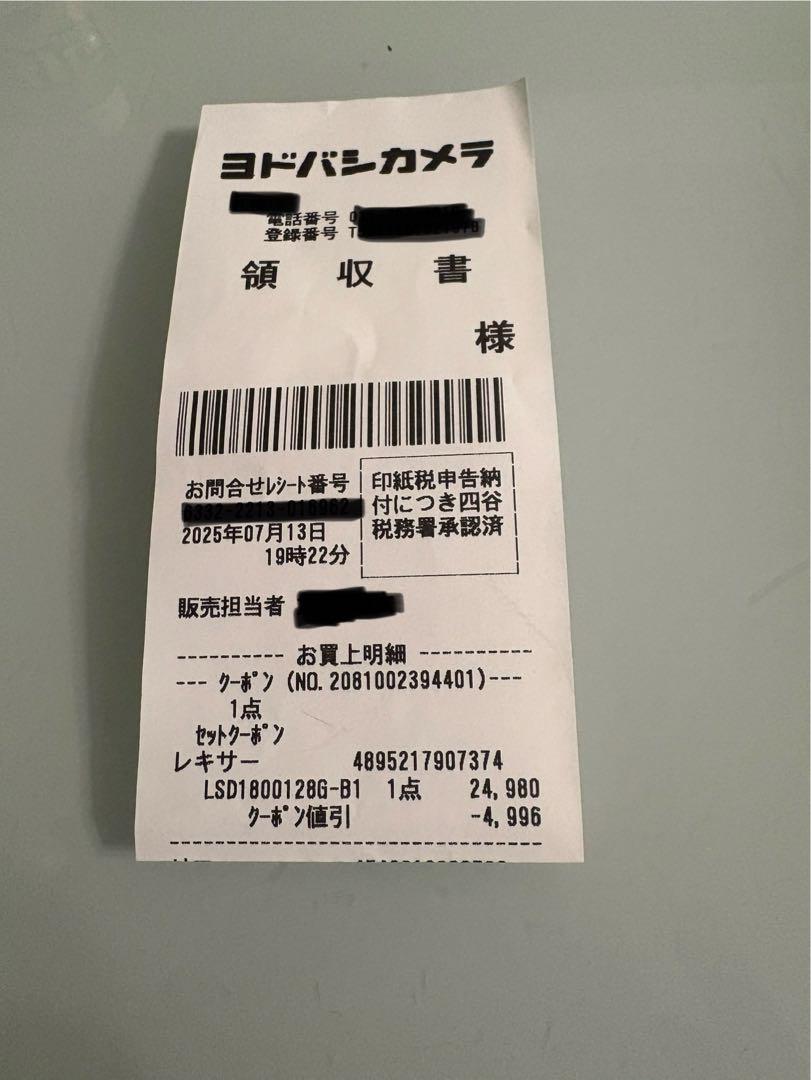 ヨドバシカメラ
電話番号 0
登録番号 T
領 収 書
様
お問合せﾚｼｰﾄ番号
2025年07月13日
19時22分
印紙税申告納
付につき四谷
税務署承認済
販売担当者
---------- お買上明細 ----------
--- ｸｰﾎﾟﾝ (NO. 2081002394401)---
1点
ｾｯﾄｸｰﾎﾟﾝ
レキサー 4895217907374
LSD1800128G-B1 1点 24,980
ｸｰﾎﾟﾝ値引 -4,996